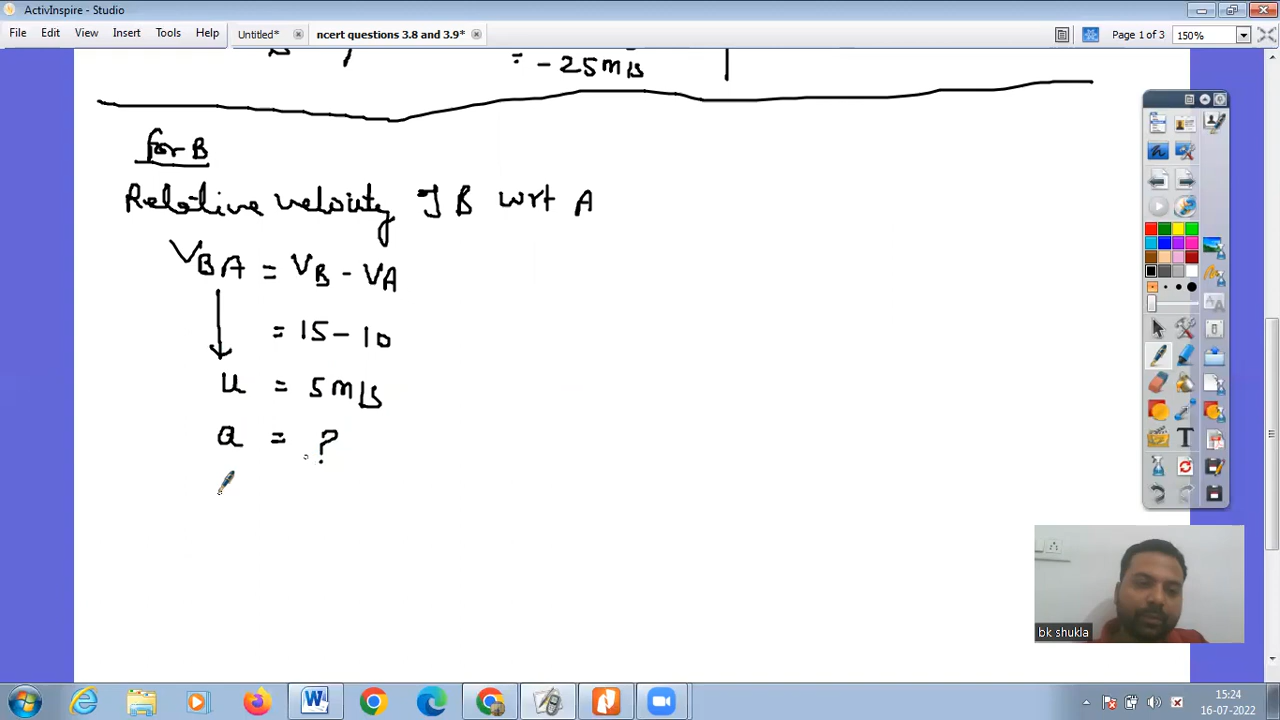 ActivInspire - Studio
File Edit View Insert Tools Help Untitled* ncert questions 3.8 and 3.9* Page 1 of 3 150%
= -25m/s
for B
Relative velocity of B wrt A
VBA = VB - VA
= 15 - 10
u = 5m/s
a = ?
bk shukla
15:24
16-07-2022